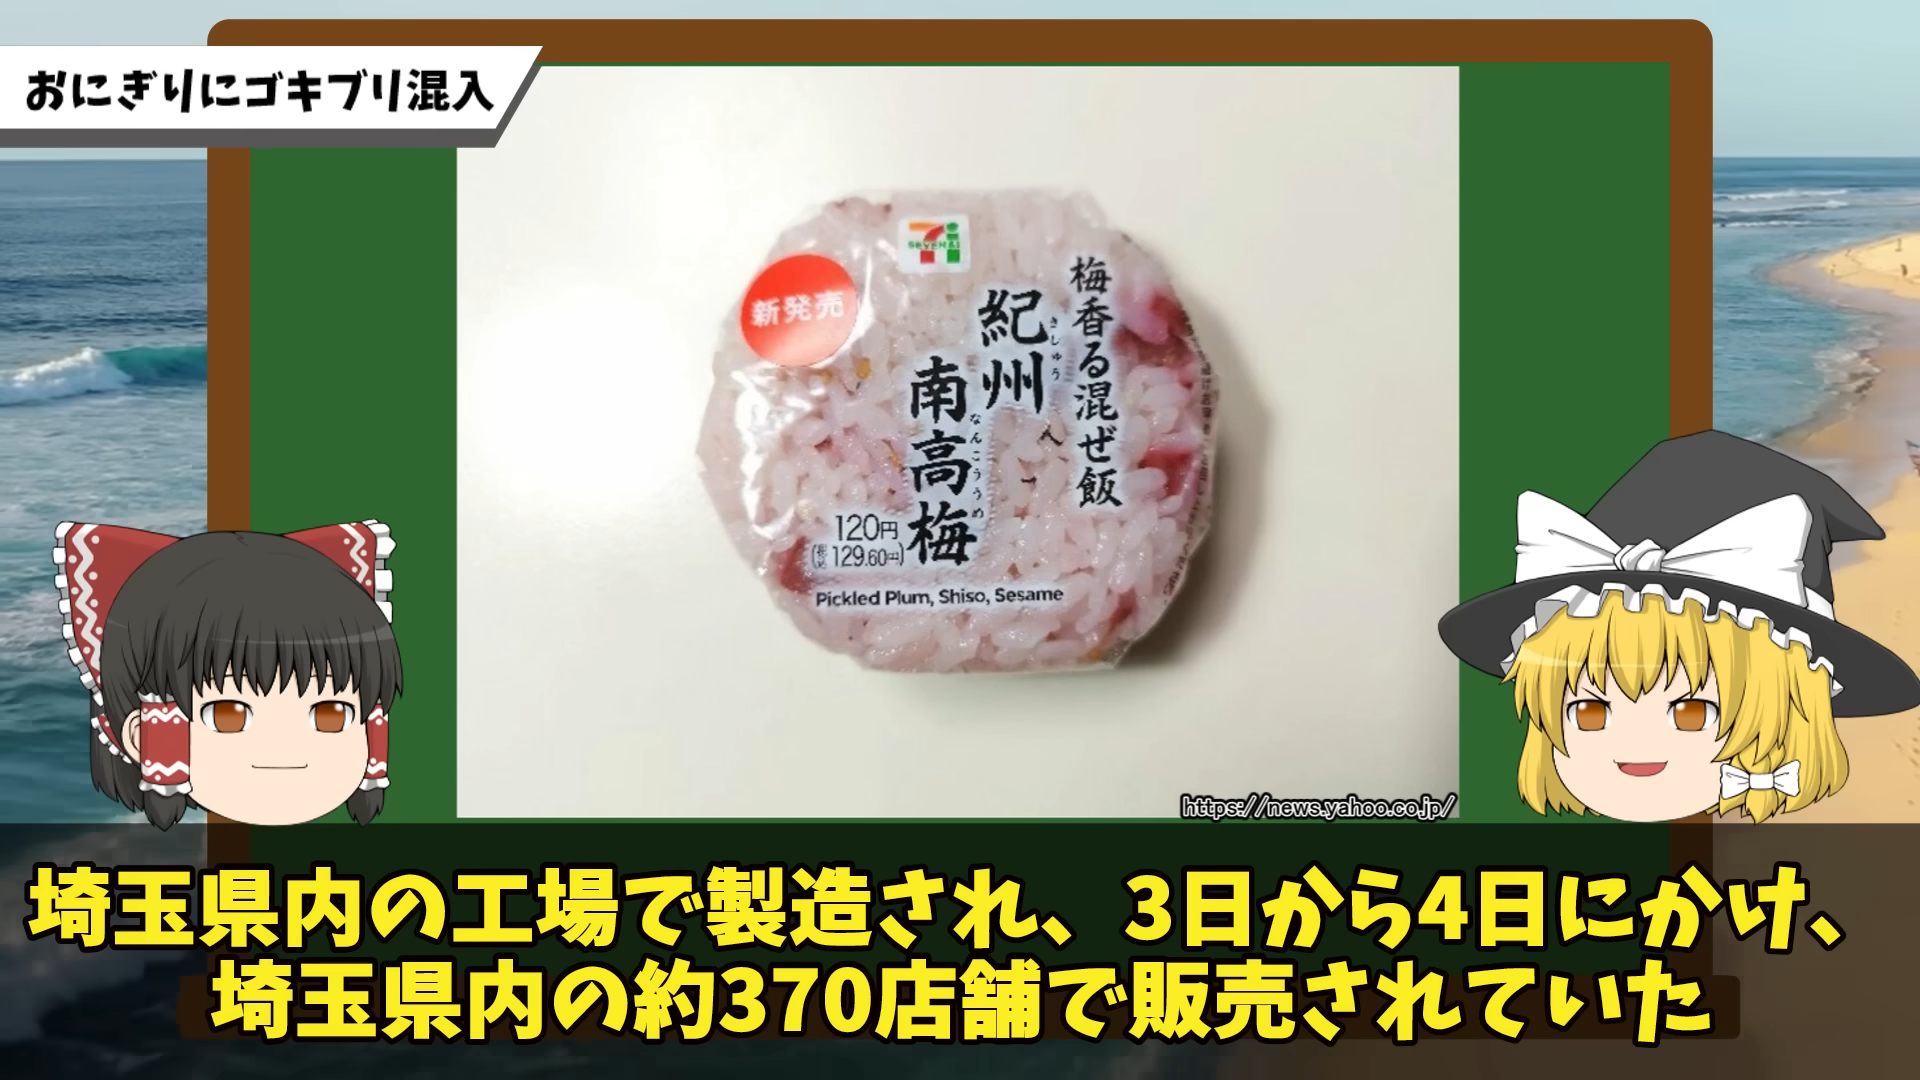 おにぎりにゴキブリ混入
SEVEN&i
新発売
梅香る混ぜ飯
紀州
きしゅう
南高梅
なんこううめ
120円
(税込129.60円)
Pickled Plum, Shiso, Sesame
https://news.yahoo.co.jp/
埼玉県内の工場で製造され、3日から4日にかけ、
埼玉県内の約370店舗で販売されていた